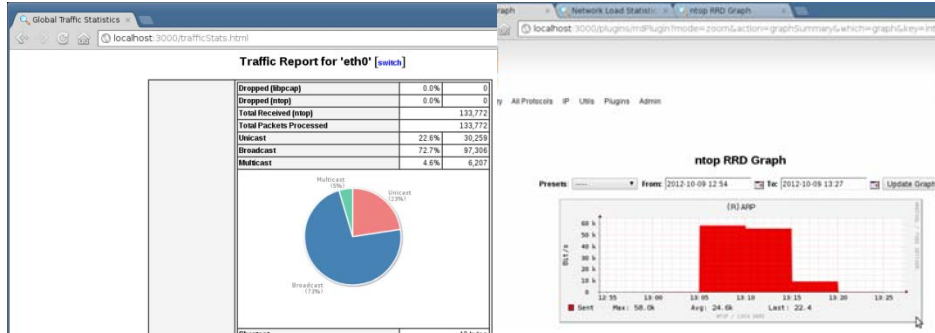 Global Traffic Statistics
localhost:3000/trafficStats.html
Traffic Report for 'eth0' [switch]
Dropped (libpcap) 0.0% 0
Dropped (ntop) 0.0% 0
Total Received (ntop) 133,772
Total Packets Processed 133,772
Unicast 22.6% 30,259
Broadcast 72.7% 97,306
Multicast 4.6% 6,207
Multicast
(5%)
Unicast
(23%)
Broadcast
(73%)
raph
Network Load Statistic
ntop RRD Graph
localhost:3000/plugins/rrdPlugin?mode=zoom&action=graphSummary&which=graph&key=int
ry All Protocols IP Utils Plugins Admin
ntop RRD Graph
Presets: ----- From: 2012-10-09 12:54 To: 2012-10-09 13:27 Update Graph
(R)ARP
Bit/s
60 k
50 k
40 k
30 k
20 k
10 k
0
12:55 13:00 13:05 13:10 13:15 13:20 13:25
Sent Max: 58.0k Avg: 24.6k Last: 22.4